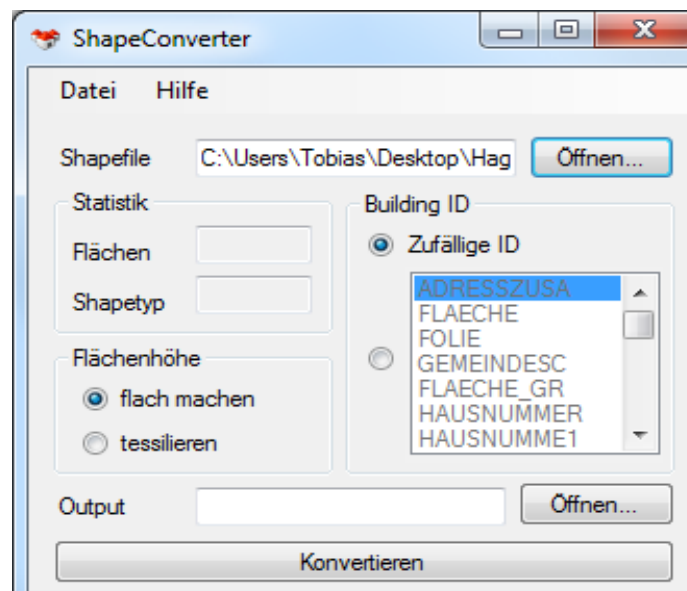 ShapeConverter
Datei Hilfe
Shapefile C:\Users\Tobias\Desktop\Hag Öffnen...
Statistik
Flächen
Shapetyp
Building ID
Zufällige ID
ADRESSZUSA
FLAECHE
FOLIE
GEMEINDESC
FLAECHE_GR
HAUSNUMMER
HAUSNUMME1
Flächenhöhe
flach machen
tessilieren
Output Öffnen...
Konvertieren